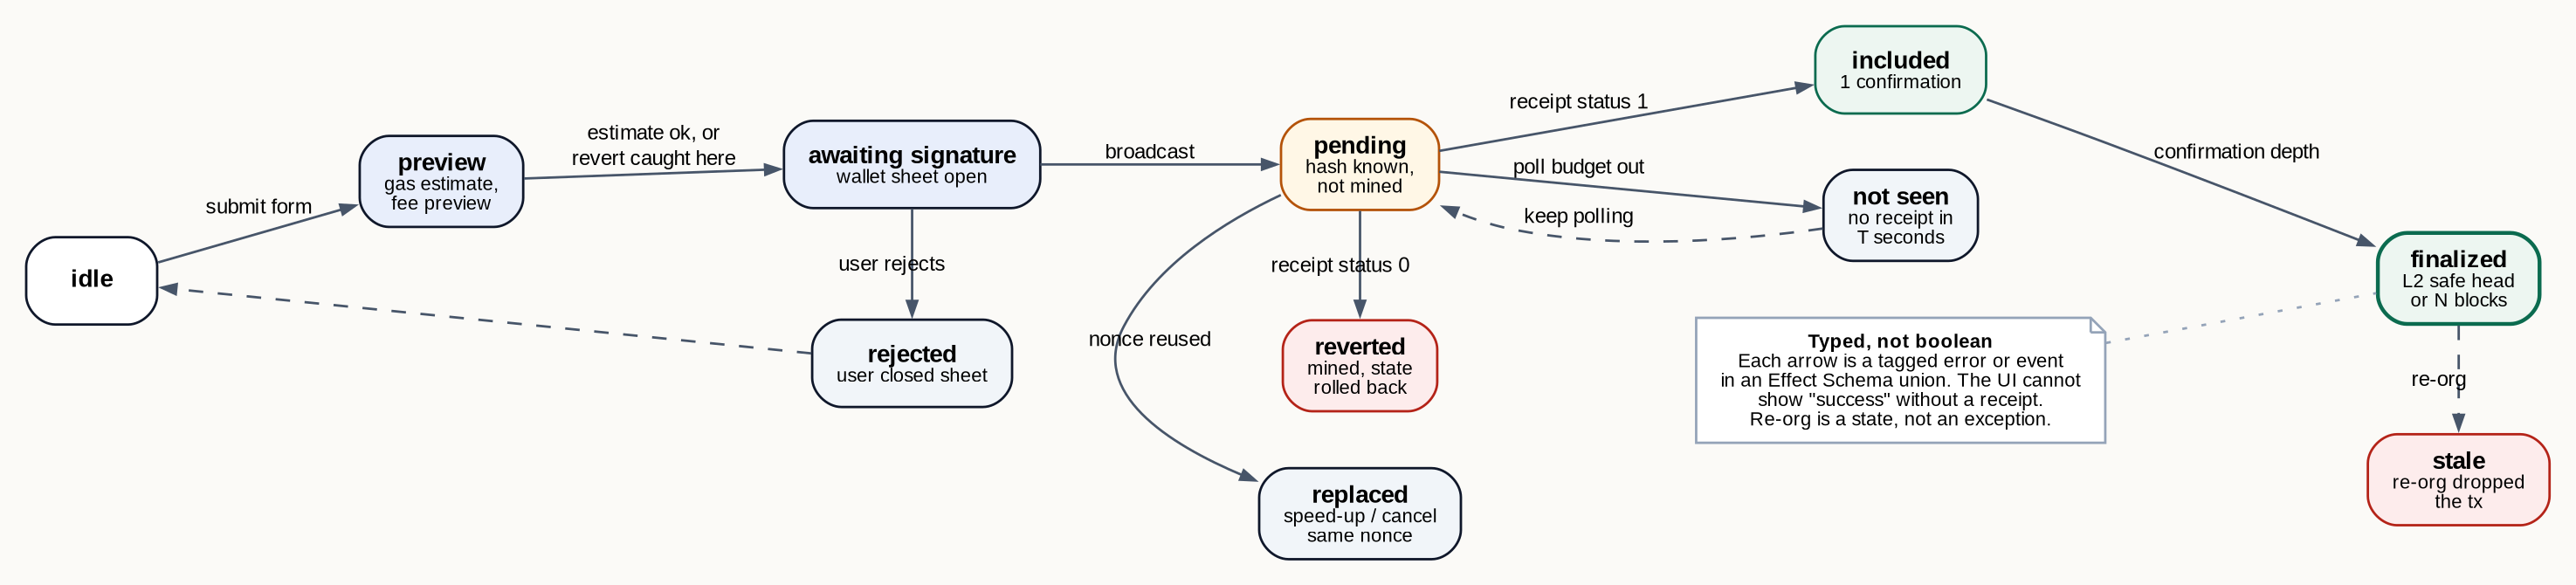 idle
submit form
preview
gas estimate,
fee preview
estimate ok, or
revert caught here
awaiting signature
wallet sheet open
user rejects
rejected
user closed sheet
broadcast
pending
hash known,
not mined
receipt status 1
included
1 confirmation
poll budget out
keep polling
not seen
no receipt in
T seconds
receipt status 0
reverted
mined, state
rolled back
nonce reused
replaced
speed-up / cancel
same nonce
confirmation depth
finalized
L2 safe head
or N blocks
Typed, not boolean
Each arrow is a tagged error or event
in an Effect Schema union. The UI cannot
show "success" without a receipt.
Re-org is a state, not an exception.
re-org
stale
re-org dropped
the tx